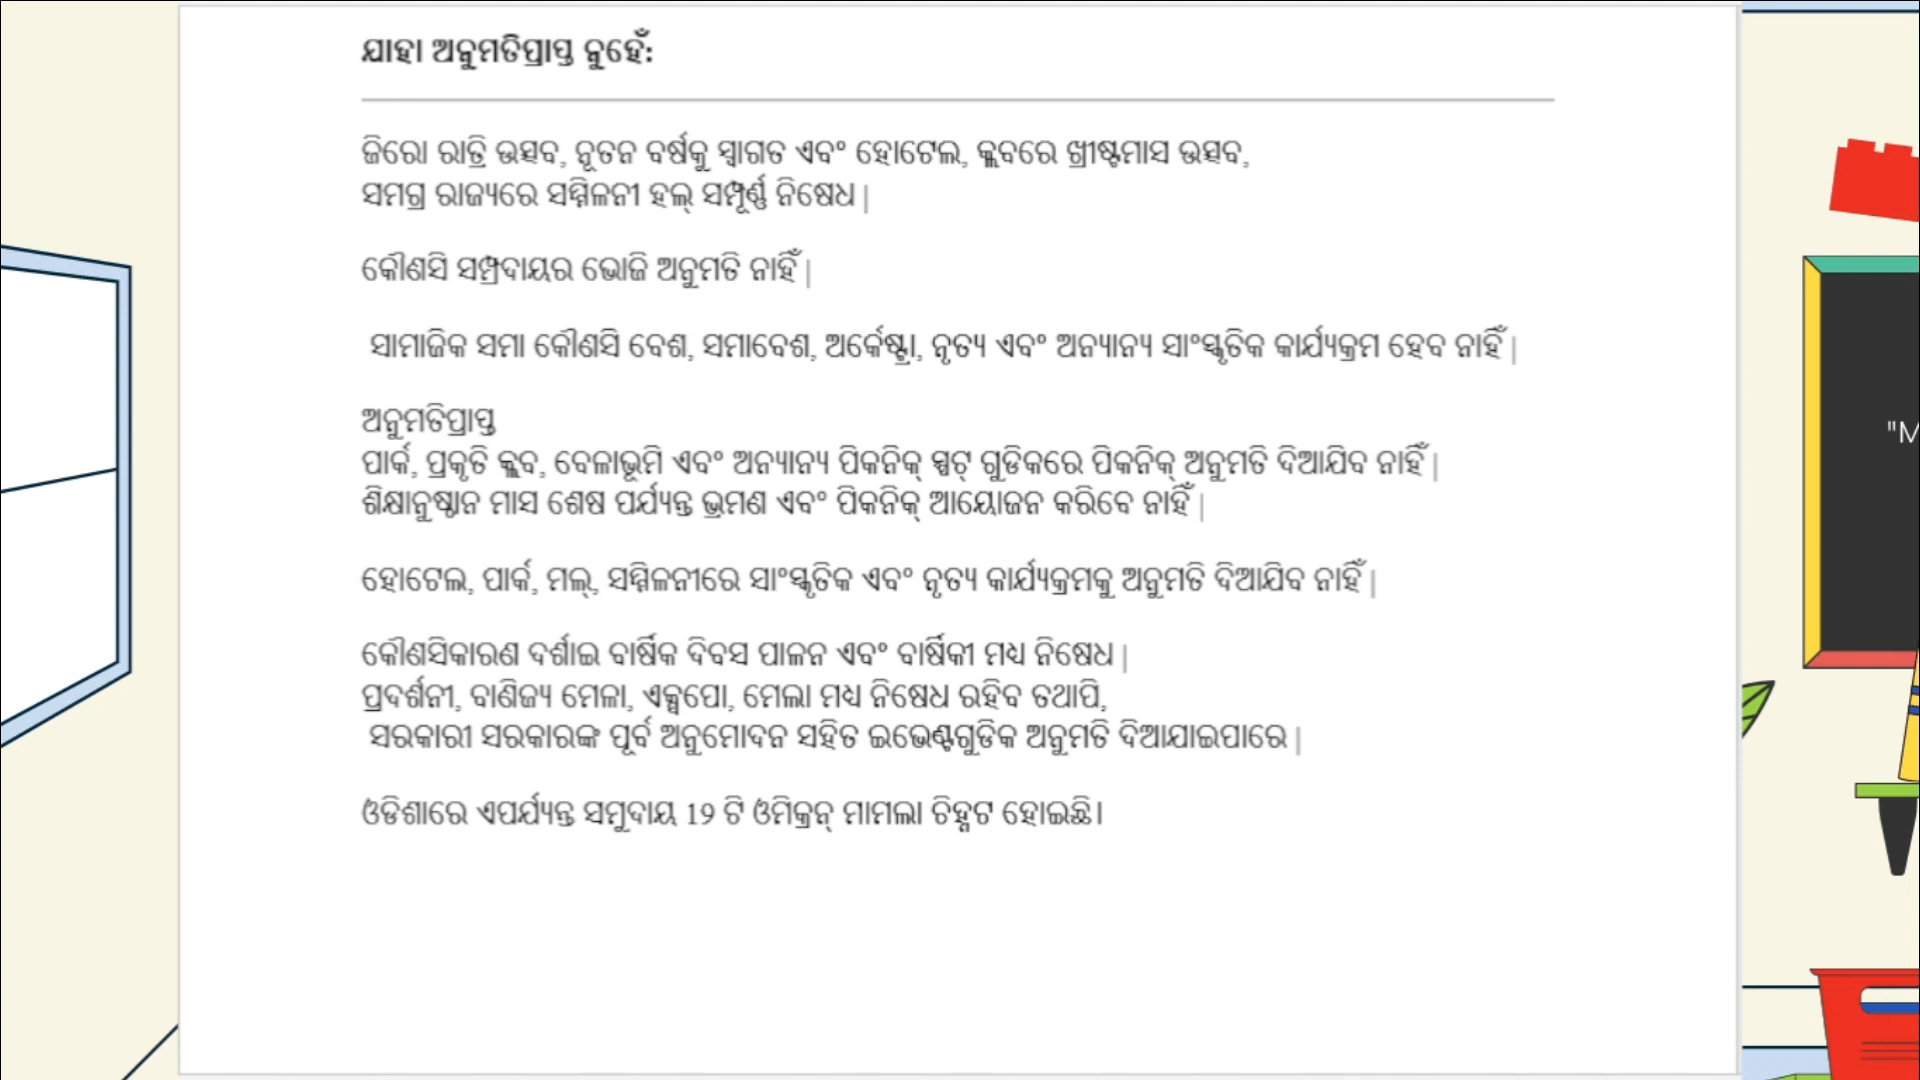 ଯାହା ଅନୁମତିପ୍ରାପ୍ତ ନୁହେଁ:
ଜିରୋ ରାତ୍ରି ଉତ୍ସବ, ନୂତନ ବର୍ଷକୁ ସ୍ୱାଗତ ଏବଂ ହୋଟେଲ, କ୍ଲବରେ ଖ୍ରୀଷ୍ଟମାସ ଉତ୍ସବ,
ସମଗ୍ର ରାଜ୍ୟରେ ସମ୍ମିଳନୀ ହଲ୍ ସମ୍ପୂର୍ଣ୍ଣ ନିଷେଧ|
କୌଣସି ସମ୍ପ୍ରଦାୟର ଭୋଜି ଅନୁମତି ନାହିଁ|
ସାମାଜିକ ସମା କୌଣସି ବେଶ, ସମାବେଶ, ଅର୍କେଷ୍ଟ୍ରା, ନୃତ୍ୟ ଏବଂ ଅନ୍ୟାନ୍ୟ ସାଂସ୍କୃତିକ କାର୍ଯ୍ୟକ୍ରମ ହେବ ନାହିଁ|
ଅନୁମତିପ୍ରାପ୍ତ
ପାର୍କ, ପ୍ରକୃତି କ୍ଲବ, ବେଳାଭୂମି ଏବଂ ଅନ୍ୟାନ୍ୟ ପିକନିକ୍ ସ୍ପଟ୍ ଗୁଡିକରେ ପିକନିକ୍ ଅନୁମତି ଦିଆଯିବ ନାହିଁ|
ଶିକ୍ଷାନୁଷ୍ଠାନ ମାସ ଶେଷ ପର୍ଯ୍ୟନ୍ତ ଭ୍ରମଣ ଏବଂ ପିକନିକ୍ ଆୟୋଜନ କରିବେ ନାହିଁ|
ହୋଟେଲ, ପାର୍କ, ମଲ୍, ସମ୍ମିଳନୀରେ ସାଂସ୍କୃତିକ ଏବଂ ନୃତ୍ୟ କାର୍ଯ୍ୟକ୍ରମକୁ ଅନୁମତି ଦିଆଯିବ ନାହିଁ|
କୌଣସିକାରଣ ଦର୍ଶାଇ ବାର୍ଷିକ ଦିବସ ପାଳନ ଏବଂ ବାର୍ଷିକୀ ମଧ୍ୟ ନିଷେଧ|
ପ୍ରଦର୍ଶନୀ, ବାଣିଜ୍ୟ ମେଳା, ଏକ୍ସପୋ, ମେଲା ମଧ୍ୟ ନିଷେଧ ରହିବ ତଥାପି,
ସରକାରୀ ସରକାରଙ୍କ ପୂର୍ବ ଅନୁମୋଦନ ସହିତ ଇଭେଣ୍ଟଗୁଡିକ ଅନୁମତି ଦିଆଯାଇପାରେ|
ଓଡିଶାରେ ଏପର୍ଯ୍ୟନ୍ତ ସମୁଦାୟ 19 ଟି ଓମିକ୍ରନ୍ ମାମଲା ଚିହ୍ନଟ ହୋଇଛି।
"M